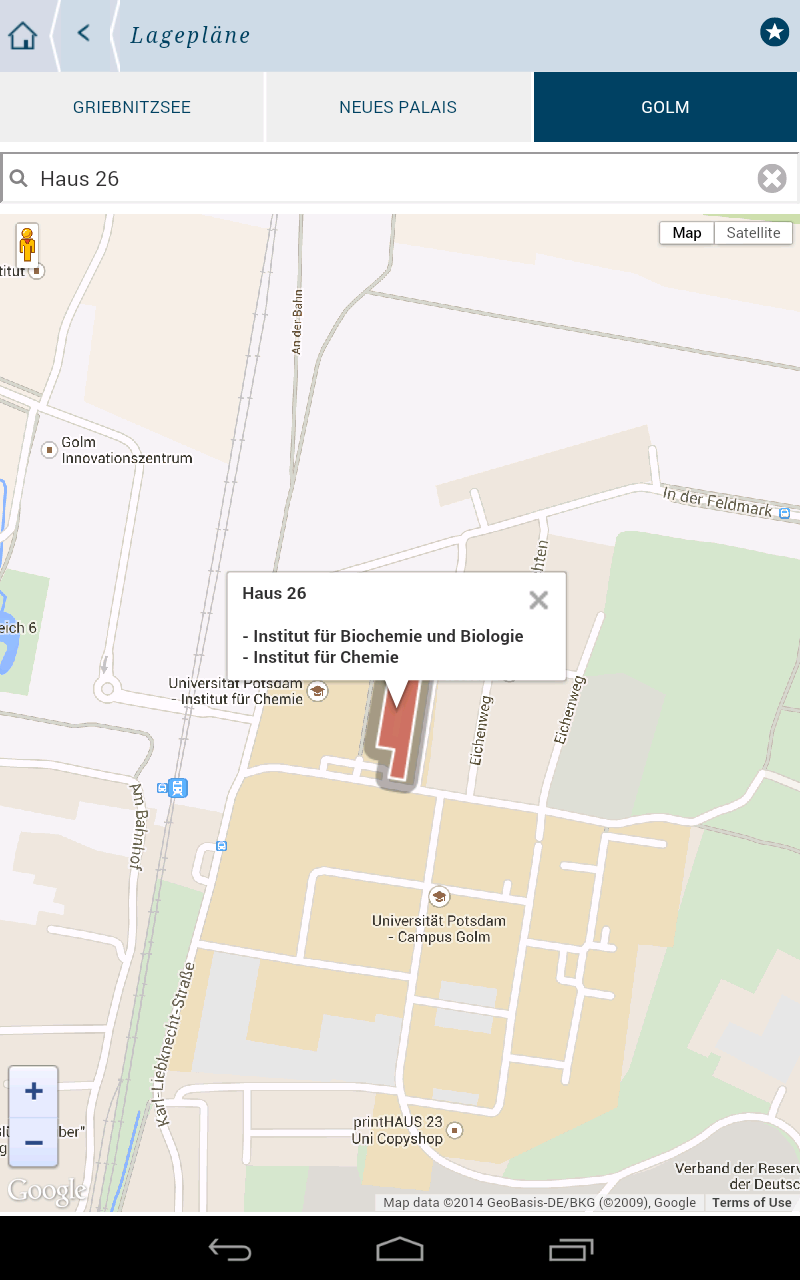 Lagepläne
GRIEBNITZSEE
NEUES PALAIS
GOLM
Haus 26
Map
Satellite
titut
An der Bahn
Golm
Innovationszentrum
In der Feldmark
hten
Haus 26
- Institut für Biochemie und Biologie
- Institut für Chemie
eich 6
Universität Potsdam
- Institut für Chemie
Eichenweg
Eichenweg
Am Bahnhof
Universität Potsdam
- Campus Golm
Karl-Liebknecht-Straße
+
−
printHAUS 23
Uni Copyshop
ber"
Verband der Reserv
der Deutsc
Google
Map data ©2014 GeoBasis-DE/BKG (©2009), Google
Terms of Use